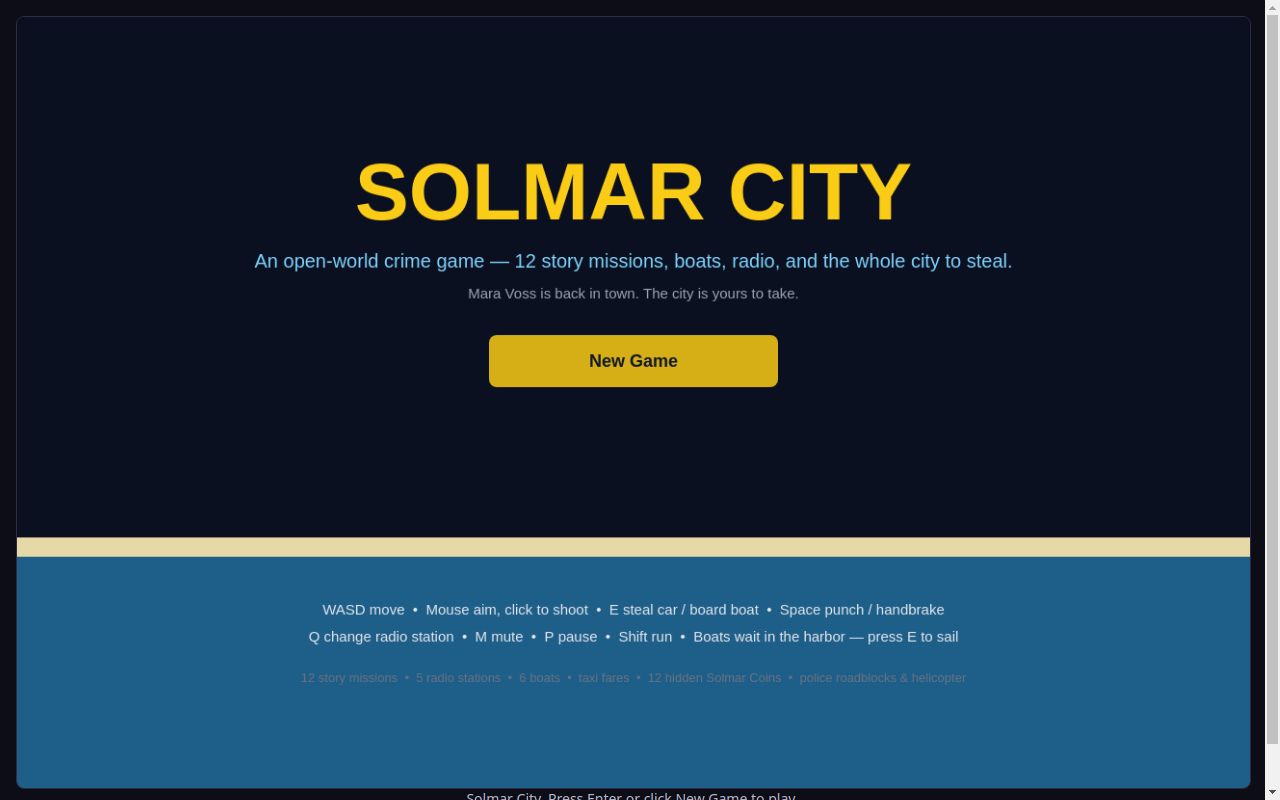 SOLMAR CITY
An open-world crime game — 12 story missions, boats, radio, and the whole city to steal.
Mara Voss is back in town. The city is yours to take.
New Game
WASD move • Mouse aim, click to shoot • E steal car / board boat • Space punch / handbrake
Q change radio station • M mute • P pause • Shift run • Boats wait in the harbor — press E to sail
12 story missions • 5 radio stations • 6 boats • taxi fares • 12 hidden Solmar Coins • police roadblocks & helicopter
Solmar City. Press Enter or click New Game to play.